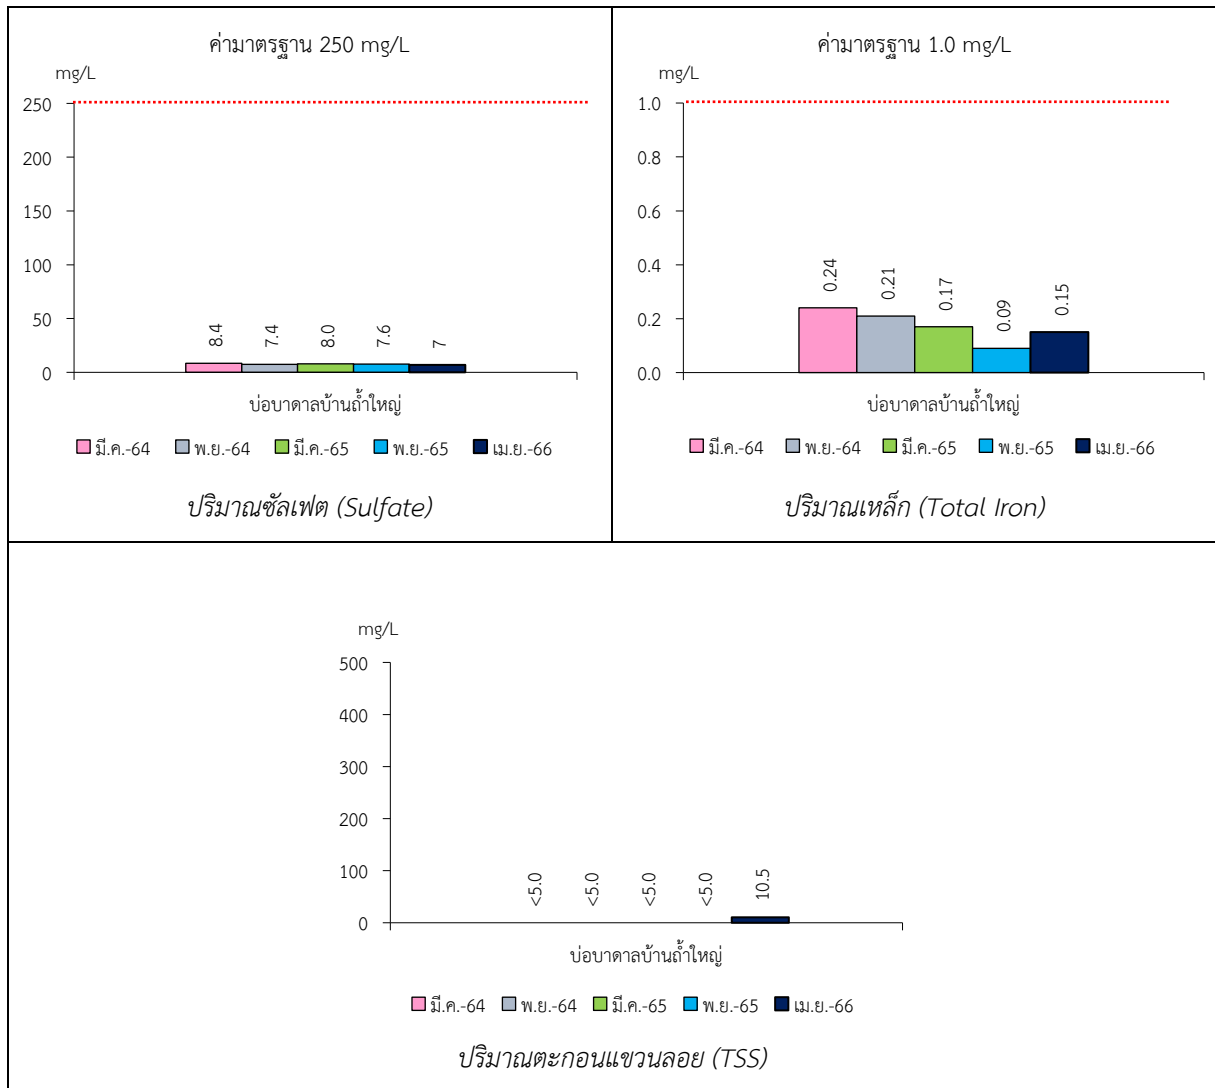 ค่ามาตรฐาน 250 mg/L
mg/L
250
200
150
100
50
0
8.4
7.4
8.0
7.6
7
บ่อบาดาลบ้านถ้ำใหญ่
มี.ค.-64 พ.ย.-64 มี.ค.-65 พ.ย.-65 เม.ย.-66
ปริมาณซัลเฟต (Sulfate)
ค่ามาตรฐาน 1.0 mg/L
mg/L
1.0
0.8
0.6
0.4
0.2
0.0
0.24
0.21
0.17
0.09
0.15
บ่อบาดาลบ้านถ้ำใหญ่
มี.ค.-64 พ.ย.-64 มี.ค.-65 พ.ย.-65 เม.ย.-66
ปริมาณเหล็ก (Total Iron)
mg/L
500
400
300
200
100
0
<5.0
<5.0
<5.0
<5.0
10.5
บ่อบาดาลบ้านถ้ำใหญ่
มี.ค.-64 พ.ย.-64 มี.ค.-65 พ.ย.-65 เม.ย.-66
ปริมาณตะกอนแขวนลอย (TSS)